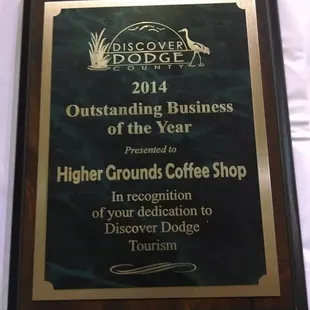 DISCOVER
DODGE
COUNTY
2014
Outstanding Business
of the Year
Presented to
Higher Grounds Coffee Shop
In recognition
of your dedication to
Discover Dodge
Tourism